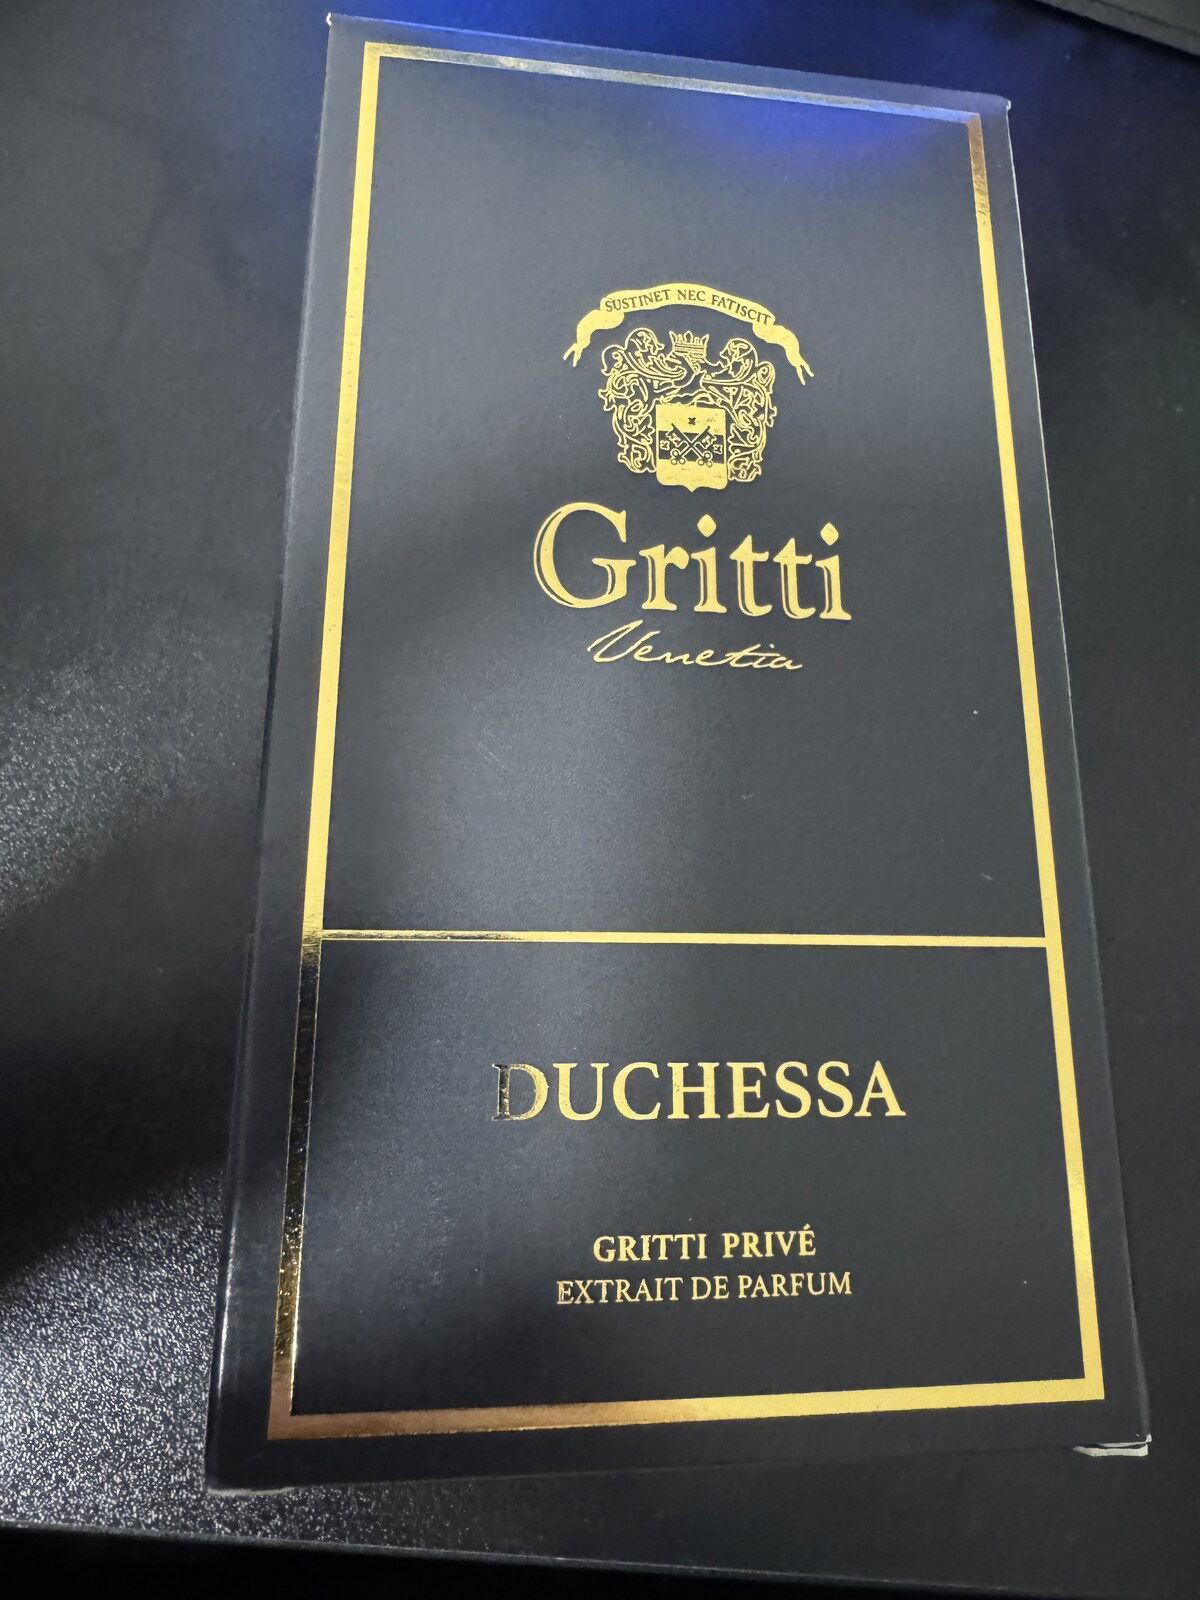 SUSTINET NEC FATISCIT
Gritti
Venetia
DUCHESSA
GRITTI PRIVÉ
EXTRAIT DE PARFUM